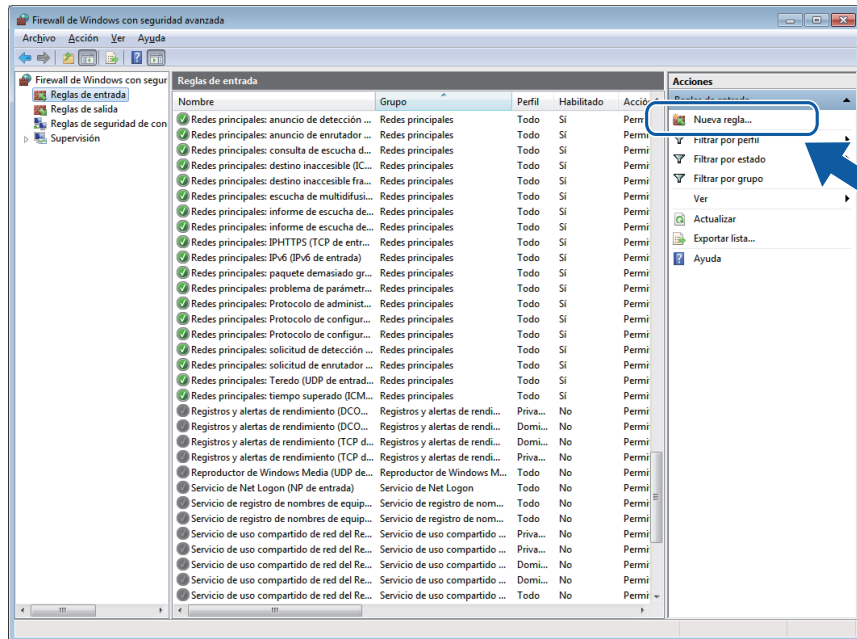 Firewall de Windows con seguridad avanzada
Archivo Acción Ver Ayuda
Firewall de Windows con segur
Reglas de entrada
Reglas de salida
Reglas de seguridad de con
Supervisión
Reglas de entrada
Nombre Grupo Perfil Habilitado Acció
Redes principales: anuncio de detección ... Redes principales Todo Sí Permi
Redes principales: anuncio de enrutador ... Redes principales Todo Sí Permi
Redes principales: consulta de escucha d... Redes principales Todo Sí Permi
Redes principales: destino inaccesible (IC... Redes principales Todo Sí Permi
Redes principales: destino inaccesible fra... Redes principales Todo Sí Permi
Redes principales: escucha de multidifusi... Redes principales Todo Sí Permi
Redes principales: informe de escucha de... Redes principales Todo Sí Permi
Redes principales: informe de escucha de... Redes principales Todo Sí Permi
Redes principales: IPHTTPS (TCP de entr... Redes principales Todo Sí Permi
Redes principales: IPv6 (IPv6 de entrada) Redes principales Todo Sí Permi
Redes principales: paquete demasiado gr... Redes principales Todo Sí Permi
Redes principales: problema de parámetr... Redes principales Todo Sí Permi
Redes principales: Protocolo de administ... Redes principales Todo Sí Permi
Redes principales: Protocolo de configur... Redes principales Todo Sí Permi
Redes principales: Protocolo de configur... Redes principales Todo Sí Permi
Redes principales: solicitud de detección ... Redes principales Todo Sí Permi
Redes principales: solicitud de enrutador ... Redes principales Todo Sí Permi
Redes principales: Teredo (UDP de entrad... Redes principales Todo Sí Permi
Redes principales: tiempo superado (ICM... Redes principales Todo Sí Permi
Registros y alertas de rendimiento (DCO... Registros y alertas de rendi... Priva... No Permi
Registros y alertas de rendimiento (DCO... Registros y alertas de rendi... Domi... No Permi
Registros y alertas de rendimiento (TCP d... Registros y alertas de rendi... Domi... No Permi
Registros y alertas de rendimiento (TCP d... Registros y alertas de rendi... Priva... No Permi
Reproductor de Windows Media (UDP de... Reproductor de Windows M... Todo No Permi
Servicio de Net Logon (NP de entrada) Servicio de Net Logon Todo No Permi
Servicio de registro de nombres de equip... Servicio de registro de nom... Todo No Permi
Servicio de registro de nombres de equip... Servicio de registro de nom... Todo No Permi
Servicio de uso compartido de red del Re... Servicio de uso compartido ... Priva... No Permi
Servicio de uso compartido de red del Re... Servicio de uso compartido ... Priva... No Permi
Servicio de uso compartido de red del Re... Servicio de uso compartido ... Domi... No Permi
Servicio de uso compartido de red del Re... Servicio de uso compartido ... Domi... No Permi
Servicio de uso compartido de red del Re... Servicio de uso compartido ... Todo No Permi
Acciones
Reglas de entrada
Nueva regla...
Filtrar por perfil
Filtrar por estado
Filtrar por grupo
Ver
Actualizar
Exportar lista...
Ayuda